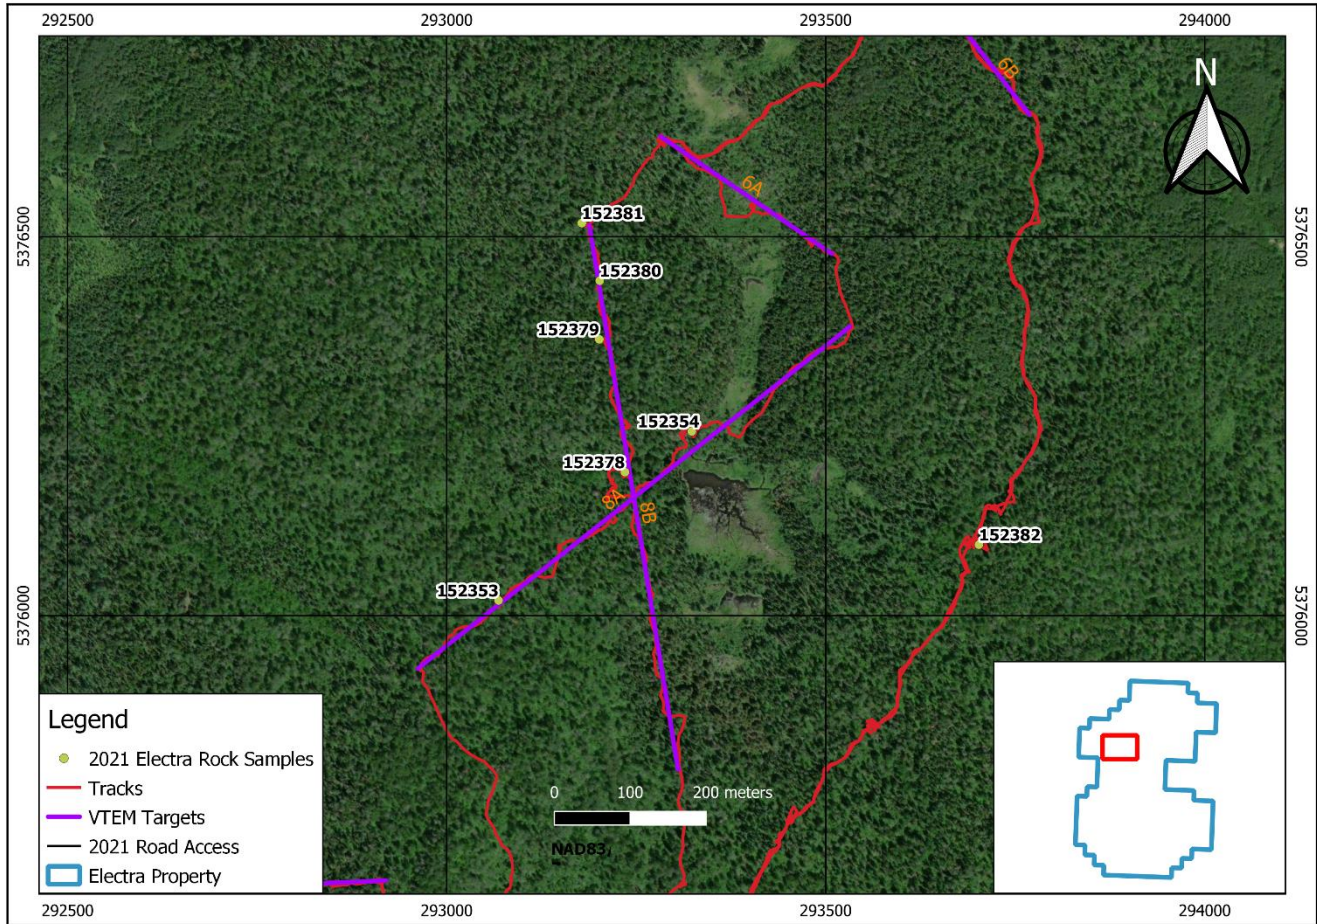 292500 293000 293500 294000
6B
N
6A
152381
5376500 5376500
152380
152379
152354
152378
8A
8B
152382
152353
5376000 5376000
Legend
2021 Electra Rock Samples
Tracks
VTEM Targets
2021 Road Access
Electra Property
0 100 200 meters
NAD83,
292500 293000 293500 294000